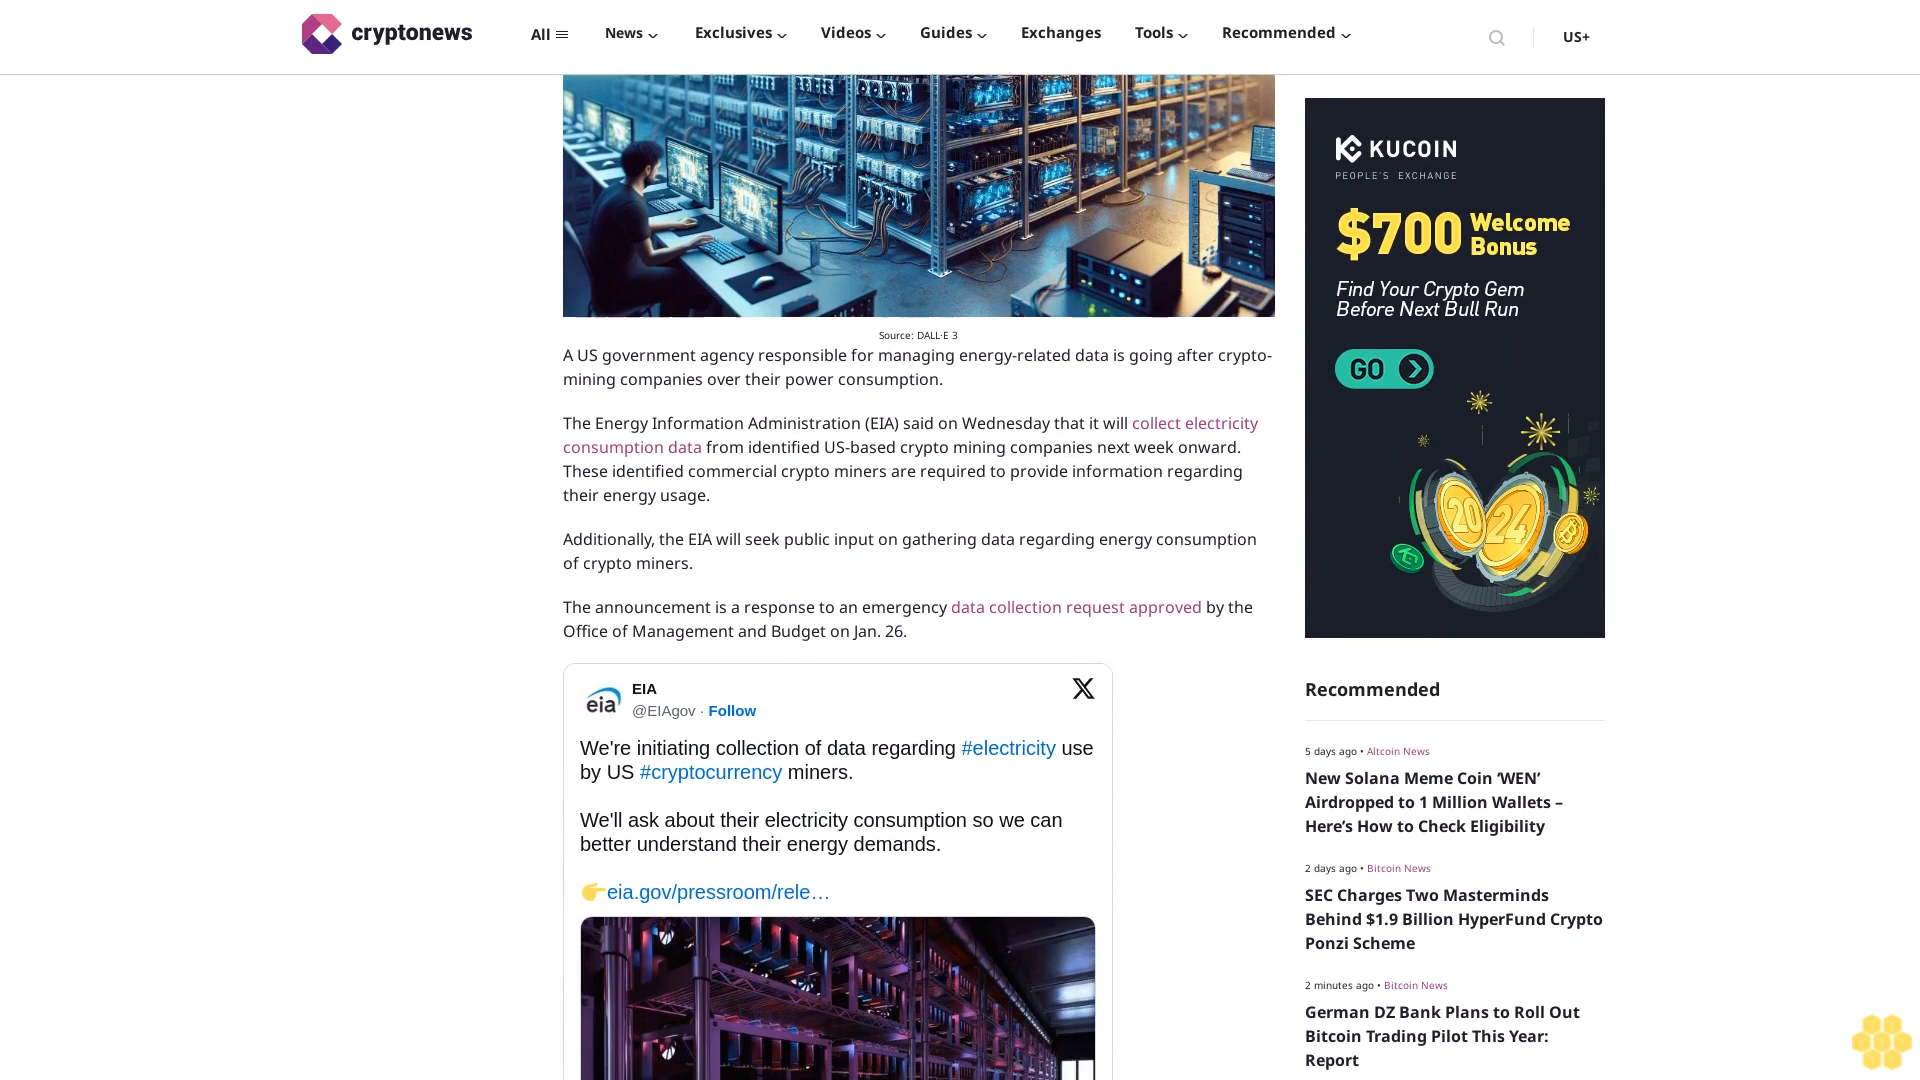 cryptonews
All
News
Exclusives
Videos
Guides
Exchanges
Tools
Recommended
US+
Source: DALL·E 3
A US government agency responsible for managing energy-related data is going after crypto-
mining companies over their power consumption.
The Energy Information Administration (EIA) said on Wednesday that it will collect electricity
consumption data from identified US-based crypto mining companies next week onward.
These identified commercial crypto miners are required to provide information regarding
their energy usage.
Additionally, the EIA will seek public input on gathering data regarding energy consumption
of crypto miners.
The announcement is a response to an emergency data collection request approved by the
Office of Management and Budget on Jan. 26.
eia
EIA
@EIAgov · Follow
We're initiating collection of data regarding #electricity use
by US #cryptocurrency miners.
We'll ask about their electricity consumption so we can
better understand their energy demands.
👉eia.gov/pressroom/rele…
KUCOIN
PEOPLE'S EXCHANGE
$700 Welcome
Bonus
Find Your Crypto Gem
Before Next Bull Run
GO
20
24
Recommended
5 days ago • Altcoin News
New Solana Meme Coin ‘WEN’
Airdropped to 1 Million Wallets –
Here’s How to Check Eligibility
2 days ago • Bitcoin News
SEC Charges Two Masterminds
Behind $1.9 Billion HyperFund Crypto
Ponzi Scheme
2 minutes ago • Bitcoin News
German DZ Bank Plans to Roll Out
Bitcoin Trading Pilot This Year:
Report